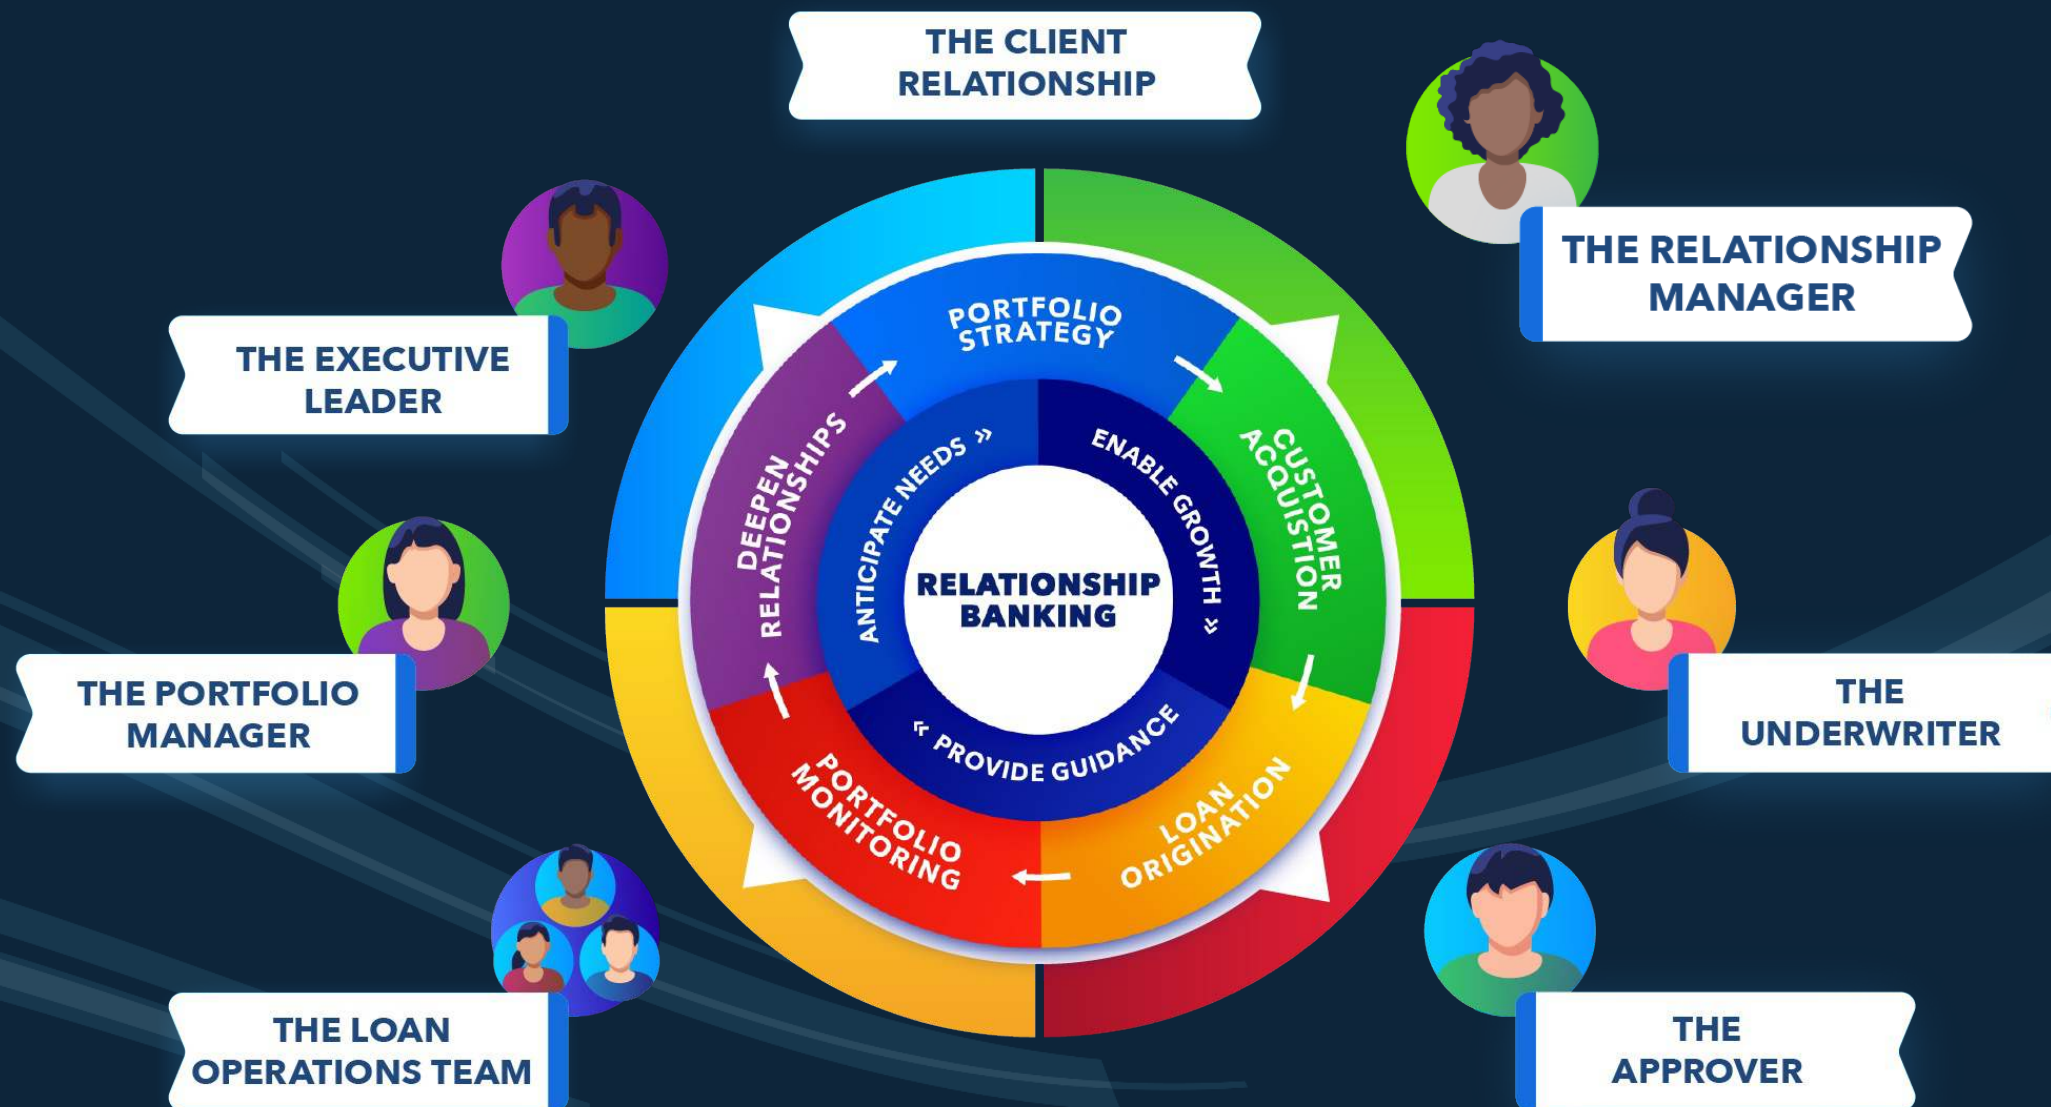 THE CLIENT
RELATIONSHIP
THE RELATIONSHIP
MANAGER
THE EXECUTIVE
LEADER
THE PORTFOLIO
MANAGER
THE
UNDERWRITER
THE LOAN
OPERATIONS TEAM
THE
APPROVER
PORTFOLIO
STRATEGY
CUSTOMER
ACQUISTION
LOAN
ORIGINATION
PORTFOLIO
MONITORING
DEEPEN
RELATIONSHIPS
ANTICIPATE NEEDS »
ENABLE GROWTH »
« PROVIDE GUIDANCE
RELATIONSHIP
BANKING